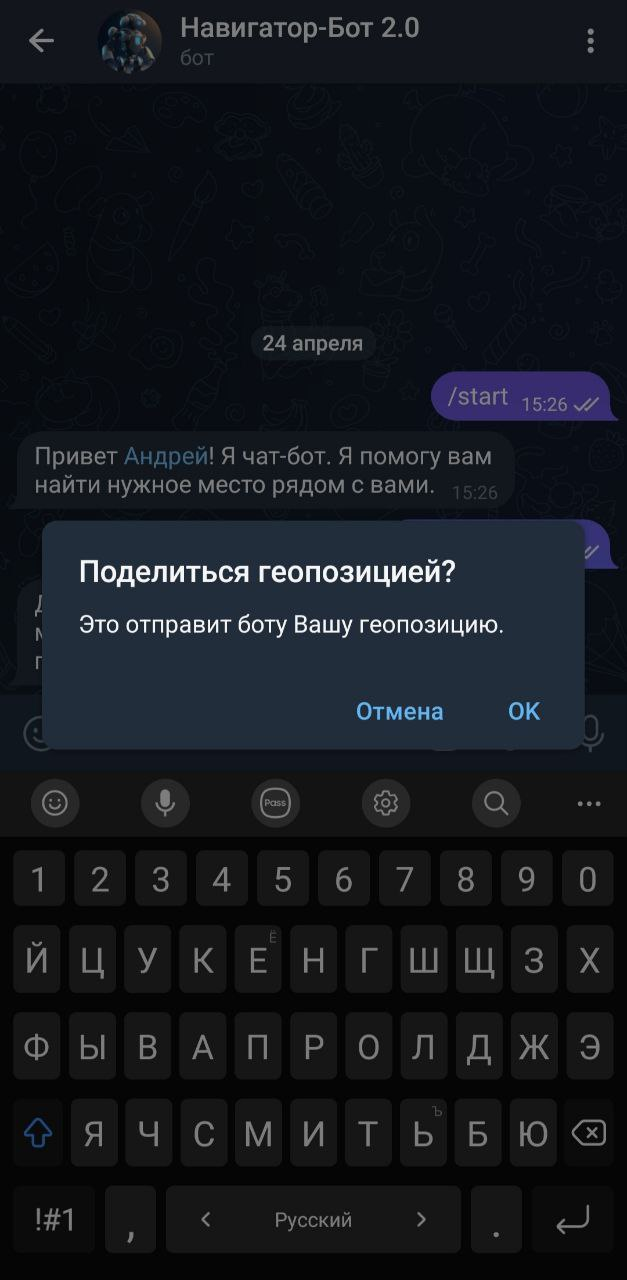 Навигатор-Бот 2.0
бот
24 апреля
/start 15:26
Привет Андрей! Я чат-бот. Я помогу вам
найти нужное место рядом с вами. 15:26
Поделиться геопозицией?
Это отправит боту Вашу геопозицию.
Отмена OK
Pass
1 2 3 4 5 6 7 8 9 0
Й Ц У К Е Ё Н Г Ш Щ З Х
Ф Ы В А П Р О Л Д Ж Э
Я Ч С М И Т Ь Ъ Б Ю
!#1 , < Русский > .